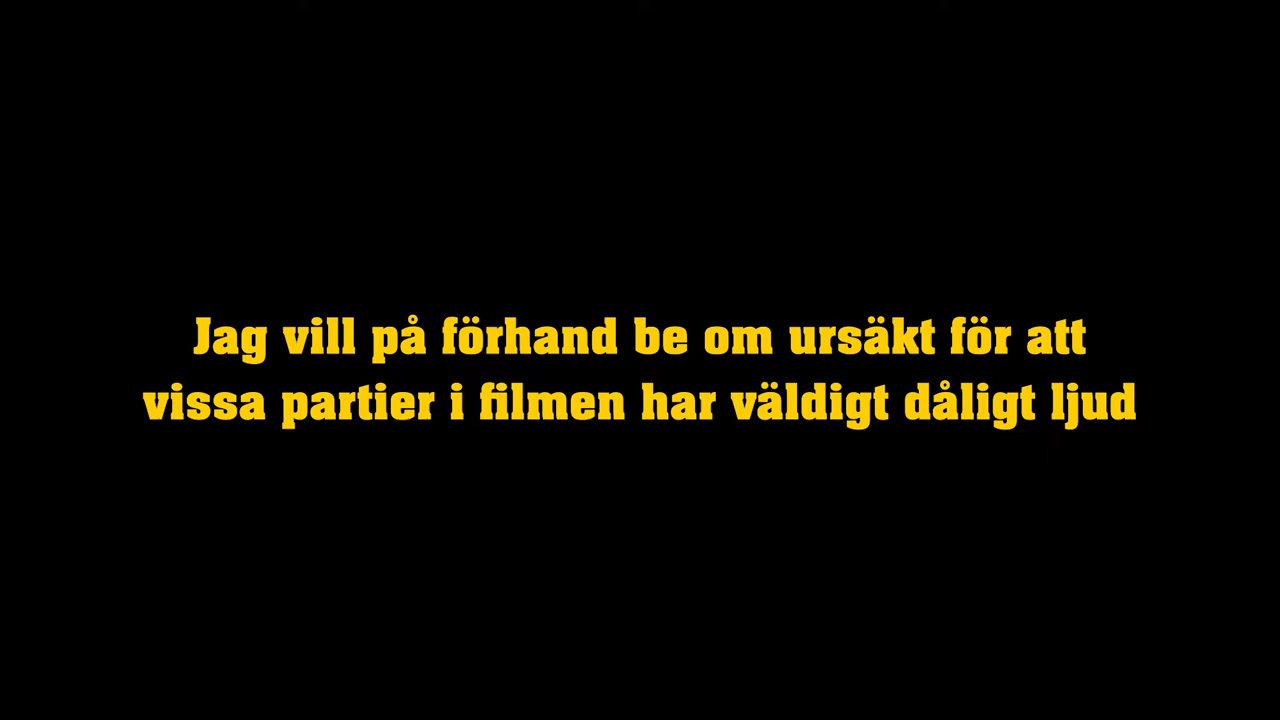 Jag vill på förhand be om ursäkt för att
vissa partier i filmen har väldigt dåligt ljud